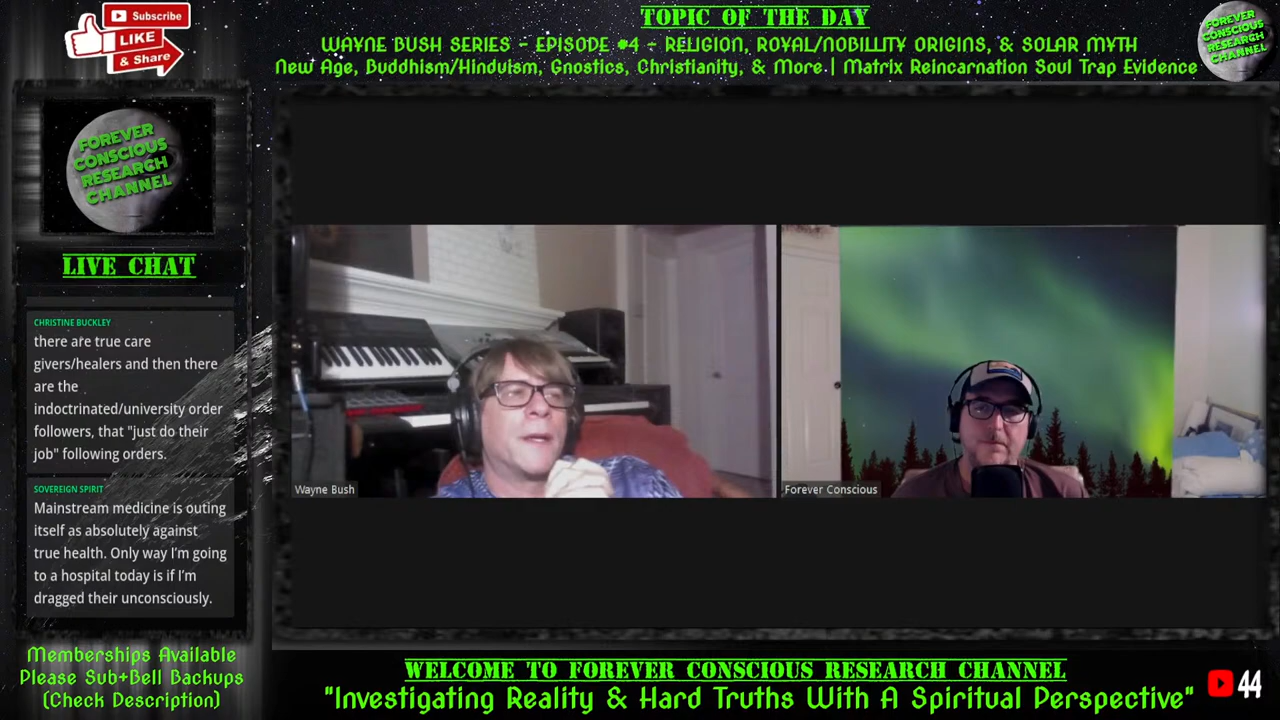 Subscribe
LIKE
& Share
TOPIC OF THE DAY
WAYNE BUSH SERIES - EPISODE #4 - RELIGION, ROYAL/NOBILLITY ORIGINS, & SOLAR MYTH
New Age, Buddhism/Hinduism, Gnostics, Christianity, & More | Matrix Reincarnation Soul Trap Evidence
FOREVER
CONSCIOUS
RESEARCH
CHANNEL
FOREVER
CONSCIOUS
RESEARCH
CHANNEL
LIVE CHAT
CHRISTINE BUCKLEY
there are true care
givers/healers and then there
are the
indoctrinated/university order
followers, that "just do their
job" following orders.
SOVEREIGN SPIRIT
Mainstream medicine is outing
itself as absolutely against
true health. Only way I'm going
to a hospital today is if I'm
dragged their unconsciously.
Wayne Bush
Forever Conscious
Memberships Available
Please Sub+Bell Backups
(Check Description)
WELCOME TO FOREVER CONSCIOUS RESEARCH CHANNEL
"Investigating Reality & Hard Truths With A Spiritual Perspective"
44